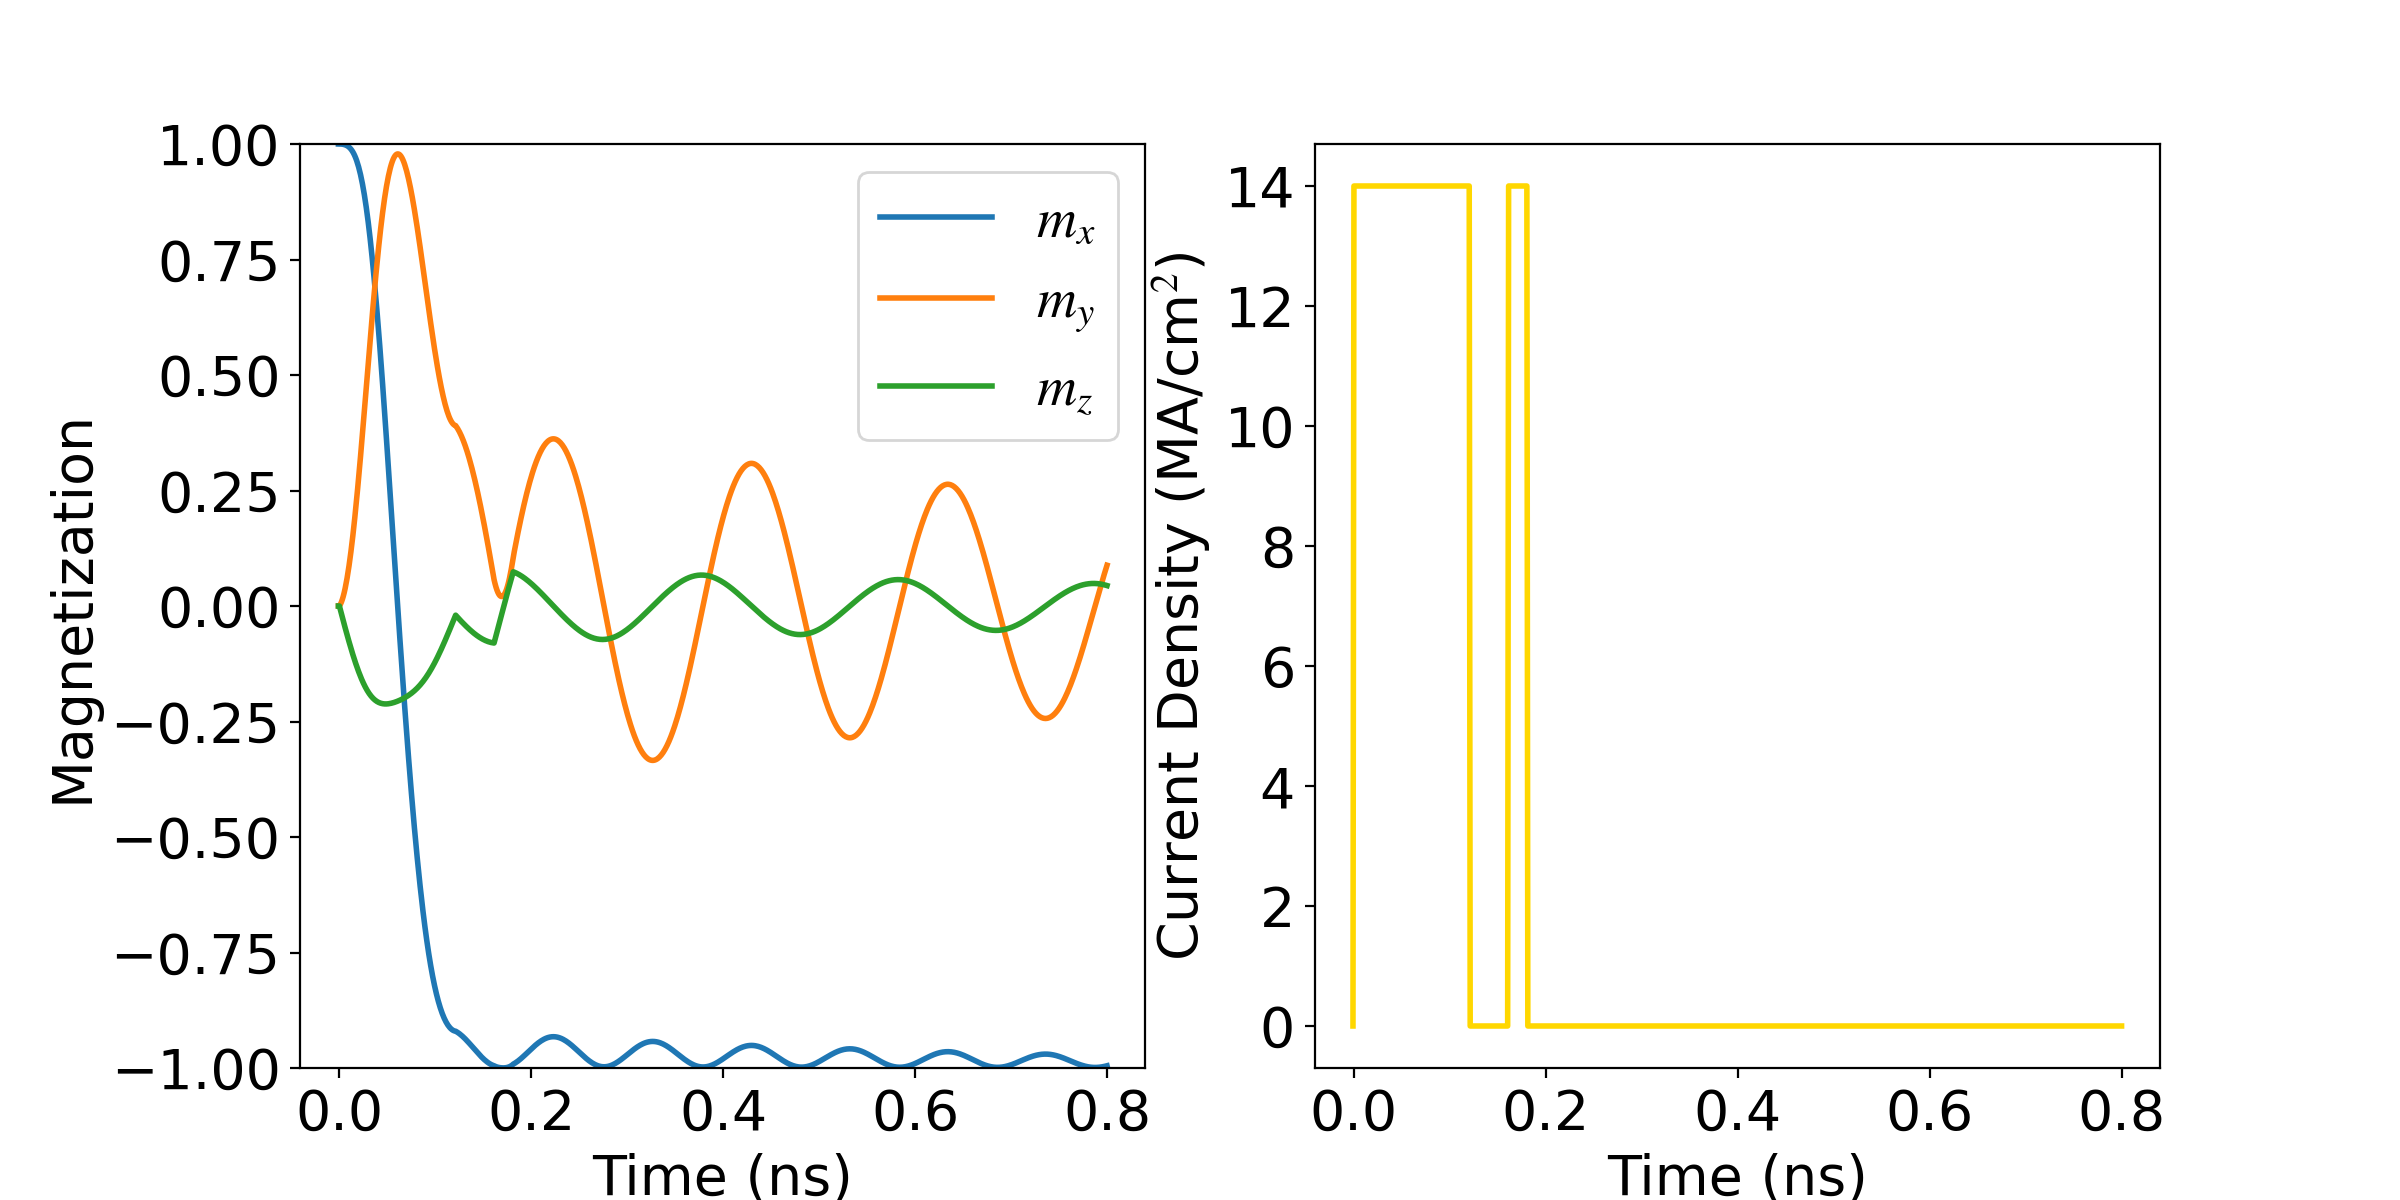 1.00
0.75
0.50
0.25
0.00
−0.25
−0.50
−0.75
−1.00
Magnetization
0.0 0.2 0.4 0.6 0.8
Time (ns)
m_x
m_y
m_z
14
12
10
8
6
4
2
0
Current Density (MA/cm²)
0.0 0.2 0.4 0.6 0.8
Time (ns)